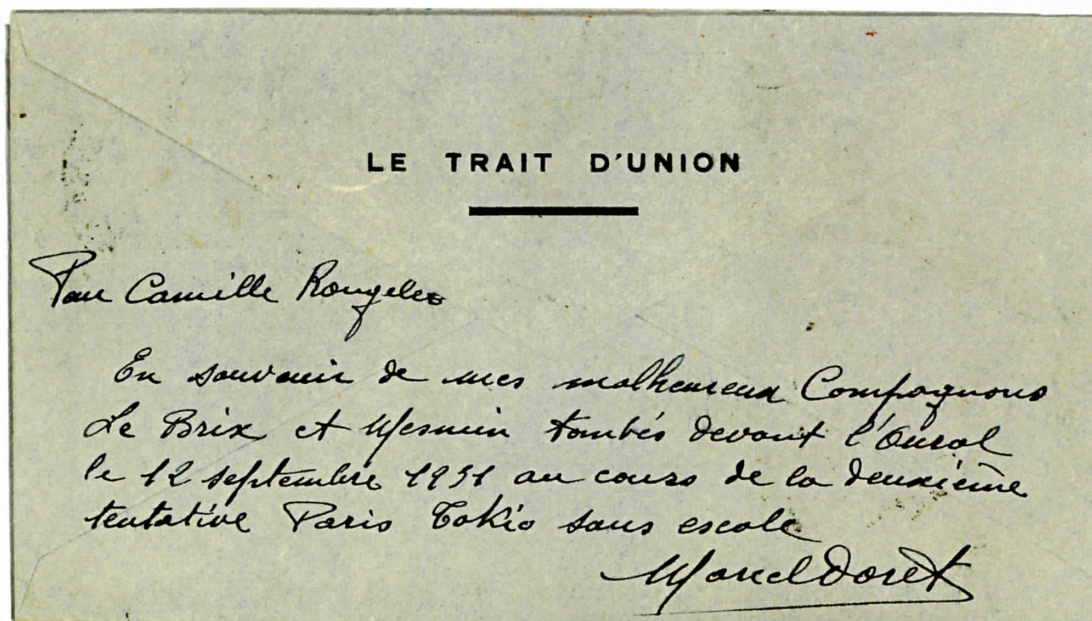 LE TRAIT D'UNION
Pour Camille
En souvenir de mes malheureux Compagnons
Le Brix et Mesmin tombés devant l'Oural
le 12 septembre 1931 au cours de la deuxième
tentative Paris Tokio sans escale
Marcel Doret